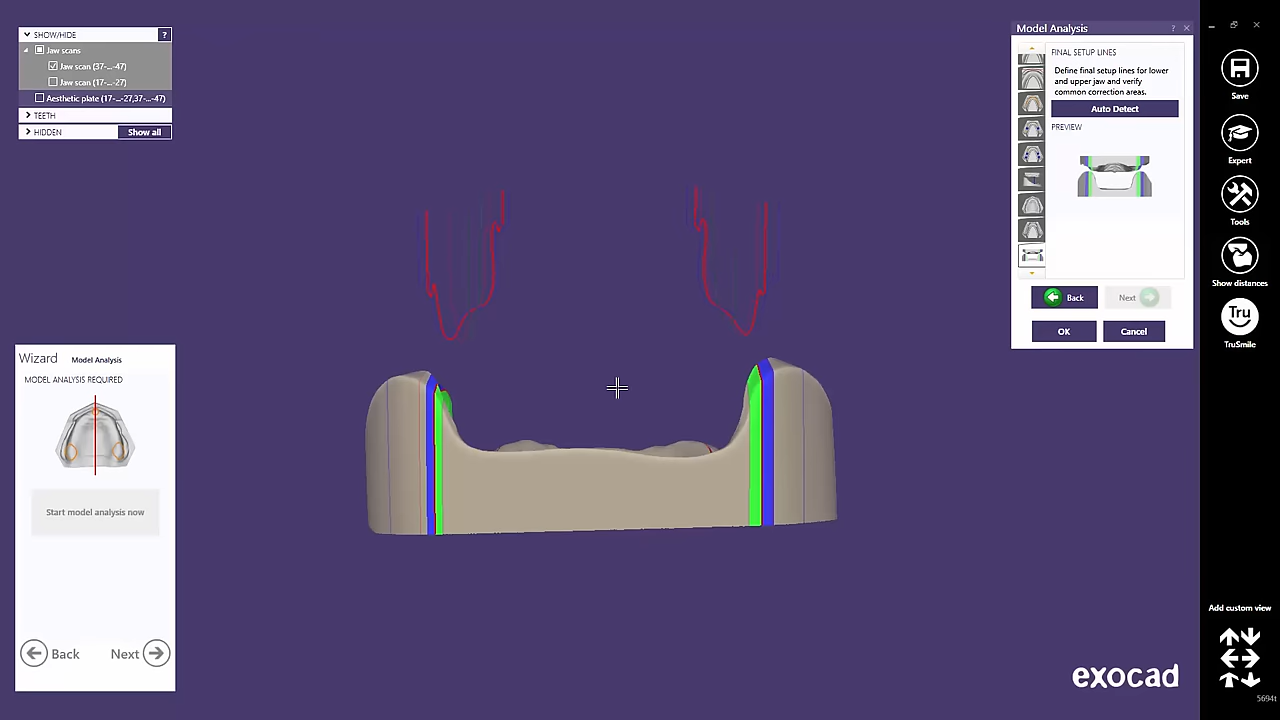 SHOW/HIDE
?
Jaw scans
Jaw scan (37-...-47)
Jaw scan (17-...-27)
Aesthetic plate (17-...-27,37-...-47)
TEETH
HIDDEN
Show all
Wizard
Model Analysis
MODEL ANALYSIS REQUIRED
Start model analysis now
Back
Next
Model Analysis
?
FINAL SETUP LINES
Define final setup lines for lower
and upper jaw and verify
common correction areas.
Auto Detect
PREVIEW
Back
Next
OK
Cancel
Save
Expert
Tools
Show distances
Tru
TruSmile
Add custom view
exocad
5694t